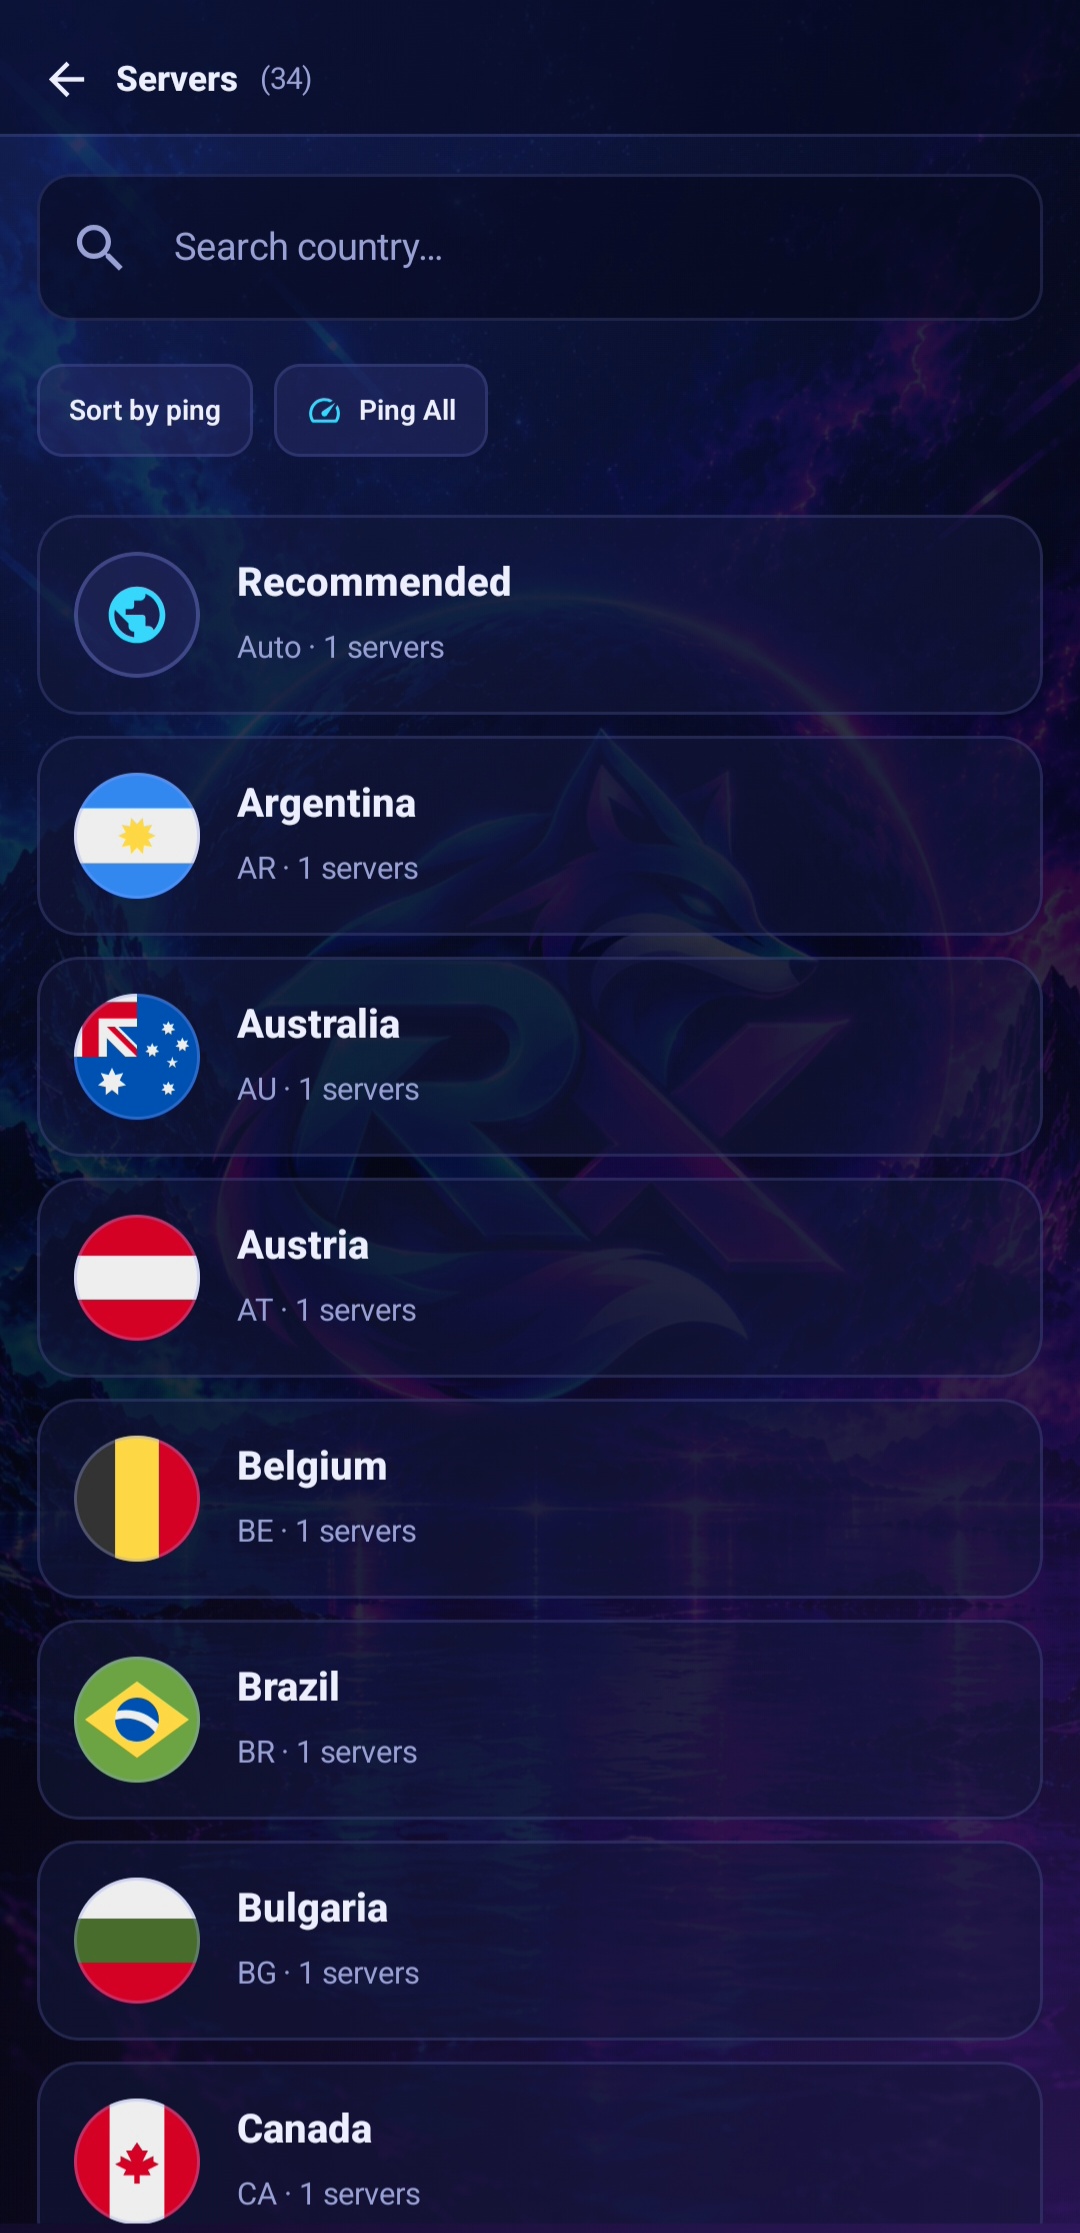 Servers (34)
Search country...
Sort by ping
Ping All
Recommended
Auto · 1 servers
Argentina
AR · 1 servers
Australia
AU · 1 servers
Austria
AT · 1 servers
Belgium
BE · 1 servers
Brazil
BR · 1 servers
Bulgaria
BG · 1 servers
Canada
CA · 1 servers
RX